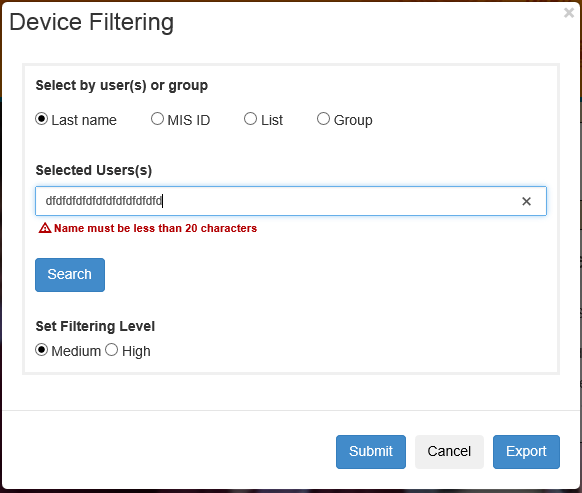 Device Filtering
×
Select by user(s) or group
Last name MIS ID List Group
Selected Users(s)
dfdfdfdfdfdfdfdfdfdfdfd
Name must be less than 20 characters
Search
Set Filtering Level
Medium High
Submit Cancel Export